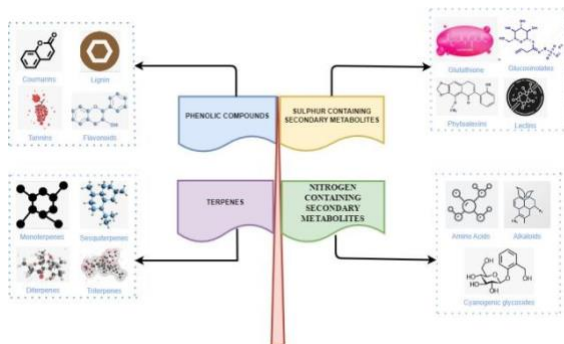 Coumarins
Lignin
Tannins
Flavonoids
PHENOLIC COMPOUNDS
SULPHUR CONTAINING
SECONDARY METABOLITES
Glutathione
Glucosinolates
Phytoalexins
Lectins
TERPENES
NITROGEN
CONTAINING
SECONDARY
METABOLITES
Monoterpenes
Sesquiterpenes
Diterpenes
Triterpenes
Amino Acids
Alkaloids
Cyanogenic glycosides